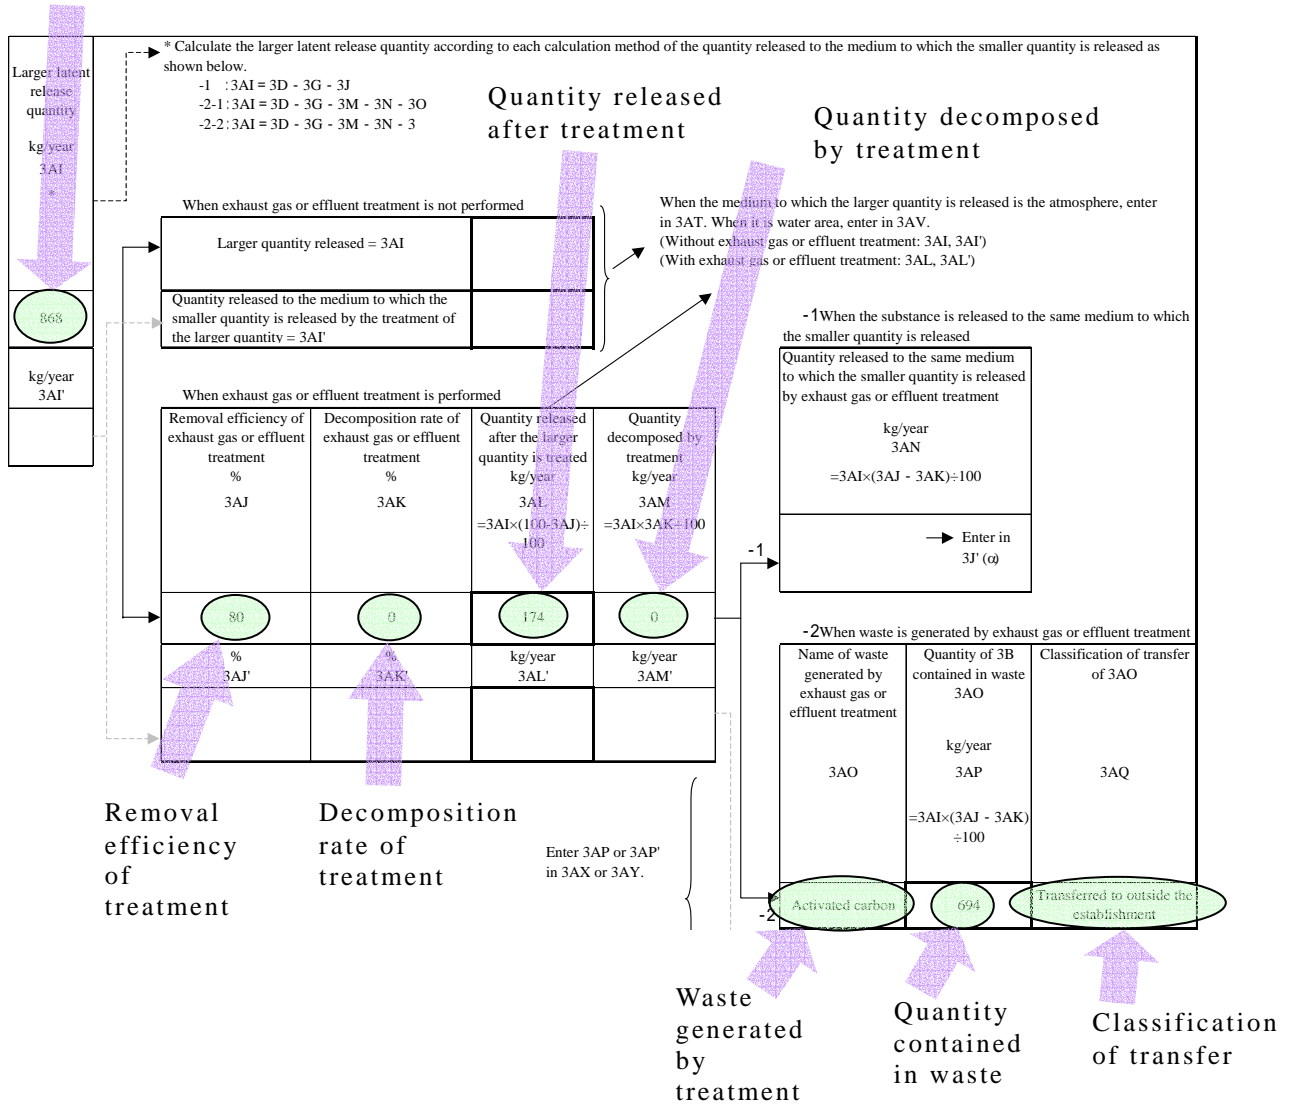 * Calculate the larger latent release quantity according to each calculation method of the quantity released to the medium to which the smaller quantity is released as
shown below.
-1 : 3AI = 3D - 3G - 3J
-2-1 : 3AI = 3D - 3G - 3M - 3N - 3O
-2-2 : 3AI = 3D - 3G - 3M - 3N - 3
Larger latent
release
quantity
kg/year
3AI
*
868
kg/year
3AI'
Quantity released
after treatment
Quantity decomposed
by treatment
When exhaust gas or effluent treatment is not performed
Larger quantity released = 3AI
Quantity released to the medium to which the
smaller quantity is released by the treatment of
the larger quantity = 3AI'
When the medium to which the larger quantity is released is the atmosphere, enter
in 3AT. When it is water area, enter in 3AV.
(Without exhaust gas or effluent treatment: 3AI, 3AI')
(With exhaust gas or effluent treatment: 3AL, 3AL')
-1When the substance is released to the same medium to which
the smaller quantity is released
Quantity released to the same medium
to which the smaller quantity is released
by exhaust gas or effluent treatment
kg/year
3AN
=3AI×(3AJ - 3AK)÷100
Enter in
3J' (α)
When exhaust gas or effluent treatment is performed
Removal efficiency of
exhaust gas or effluent
treatment
%
3AJ
Decomposition rate of
exhaust gas or effluent
treatment
%
3AK
Quantity released
after the larger
quantity is treated
kg/year
3AL
=3AI×(100-3AJ)÷
100
Quantity
decomposed by
treatment
kg/year
3AM
=3AI×3AK÷100
-1
80
0
174
0
%
3AJ'
%
3AK'
kg/year
3AL'
kg/year
3AM'
-2When waste is generated by exhaust gas or effluent treatment
Name of waste
generated by
exhaust gas or
effluent treatment
3AO
Quantity of 3B
contained in waste
3AO
kg/year
3AP
=3AI×(3AJ - 3AK)
÷100
Classification of transfer
of 3AO
3AQ
-2
Activated carbon
694
Transferred to outside the
establishment
Enter 3AP or 3AP'
in 3AX or 3AY.
Removal
efficiency
of
treatment
Decomposition
rate of
treatment
Waste
generated
by
treatment
Quantity
contained
in waste
Classification
of transfer